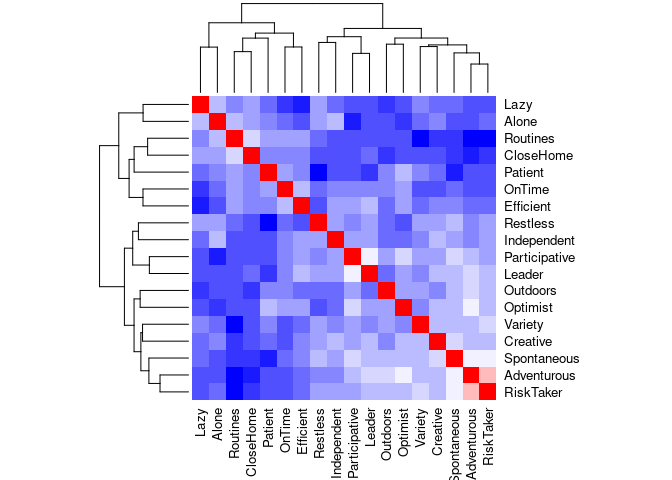 Lazy
Alone
Routines
CloseHome
Patient
OnTime
Efficient
Restless
Independent
Participative
Leader
Outdoors
Optimist
Variety
Creative
Spontaneous
Adventurous
RiskTaker
Lazy
Alone
Routines
CloseHome
Patient
OnTime
Efficient
Restless
Independent
Participative
Leader
Outdoors
Optimist
Variety
Creative
Spontaneous
Adventurous
RiskTaker